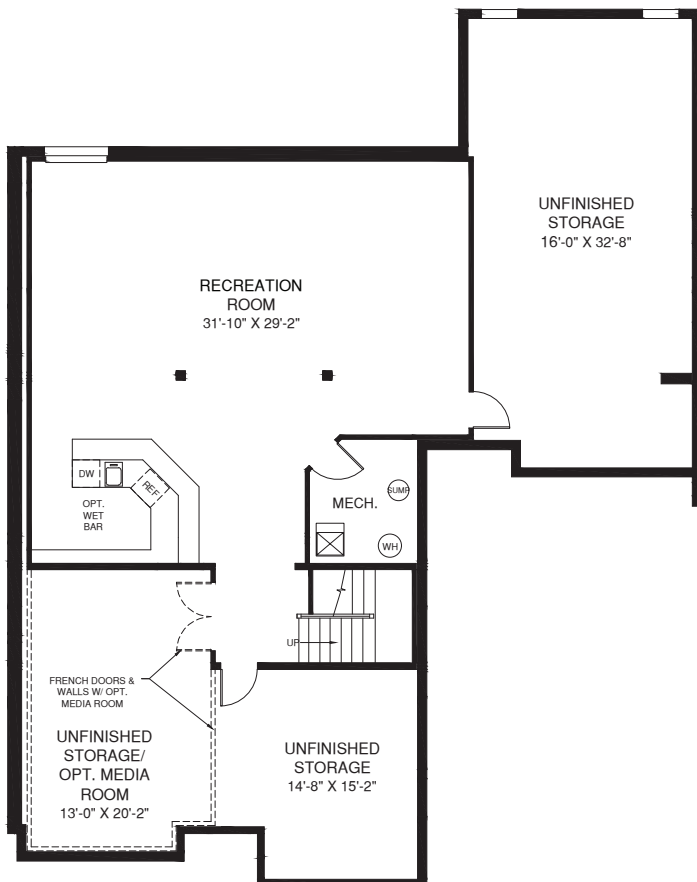 UNFINISHED
STORAGE
16'-0" X 32'-8"
RECREATION
ROOM
31'-10" X 29'-2"
DW
REF
OPT.
WET
BAR
MECH.
SUMP
WH
UP
FRENCH DOORS &
WALLS W/ OPT.
MEDIA ROOM
UNFINISHED
STORAGE/
OPT. MEDIA
ROOM
13'-0" X 20'-2"
UNFINISHED
STORAGE
14'-8" X 15'-2"